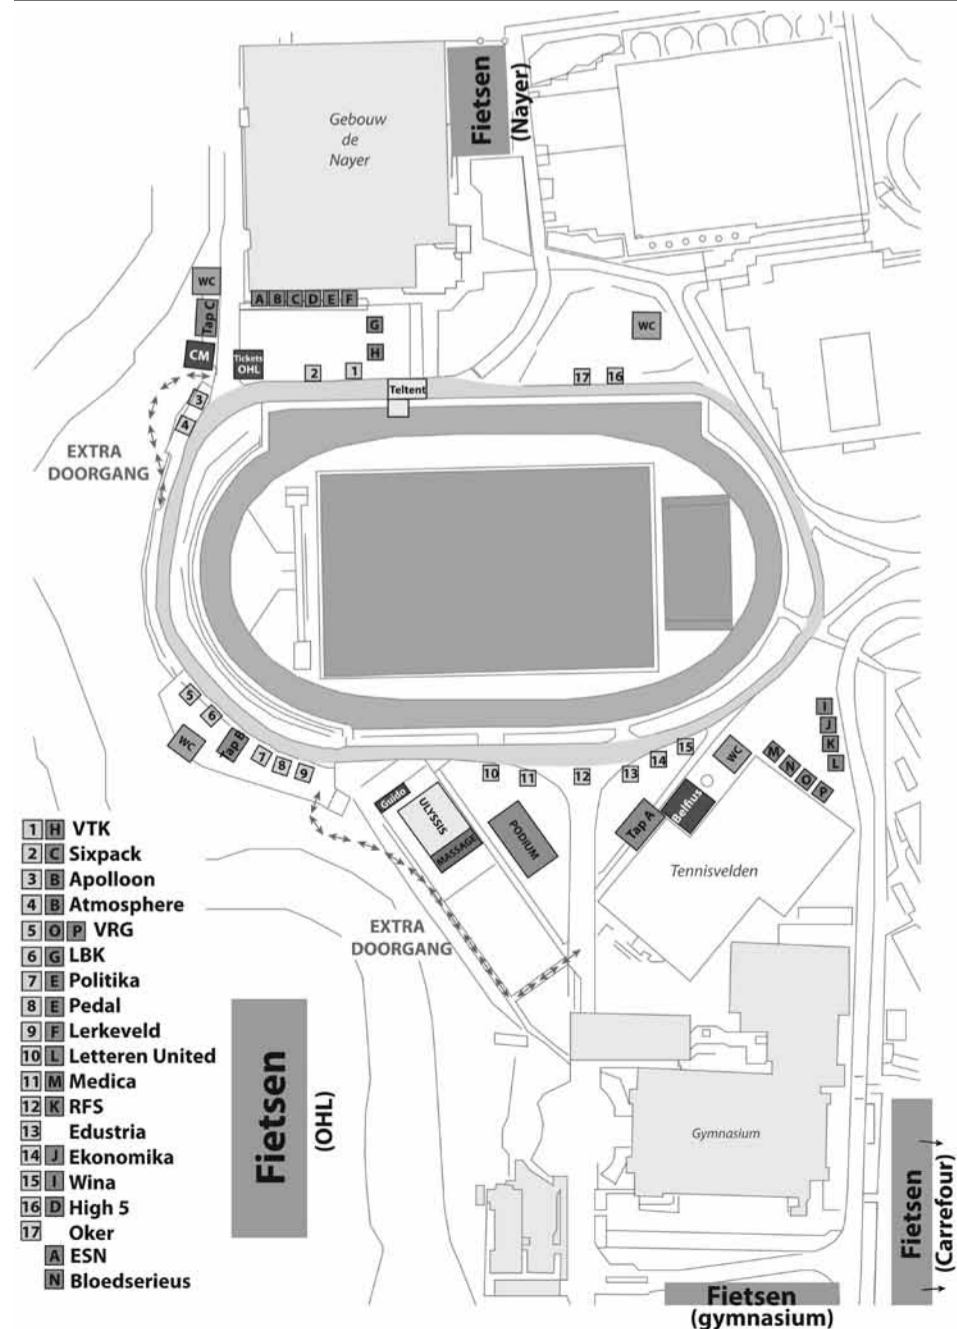 Gebouw
de
Nayer
Fietsen
(Nayer)
WC
Tap C
CM
A B C D E F
G
H
Tickets
OHL
2
1
Teltent
WC
17
16
3
4
EXTRA
DOORGANG
5
6
WC
Tap B
7
8
9
10
11
12
13
14
15
WC
I
J
K
L
M
N
O
P
Guido
ULYSSIS
MASSAGE
PODIUM
Tap A
Belfius
Tennisvelden
EXTRA
DOORGANG
1 H VTK
2 C Sixpack
3 B Apolloon
4 B Atmosphere
5 O P VRG
6 G LBK
7 E Politika
8 E Pedal
9 F Lerkeveld
10 L Letteren United
11 M Medica
12 K RFS
13 Edustria
14 J Ekonomika
15 I Wina
16 D High 5
17 Oker
A ESN
N Bloedserieus
Fietsen
(OHL)
Gymnasium
Fietsen
(Carrefour)
Fietsen
(gymnasium)